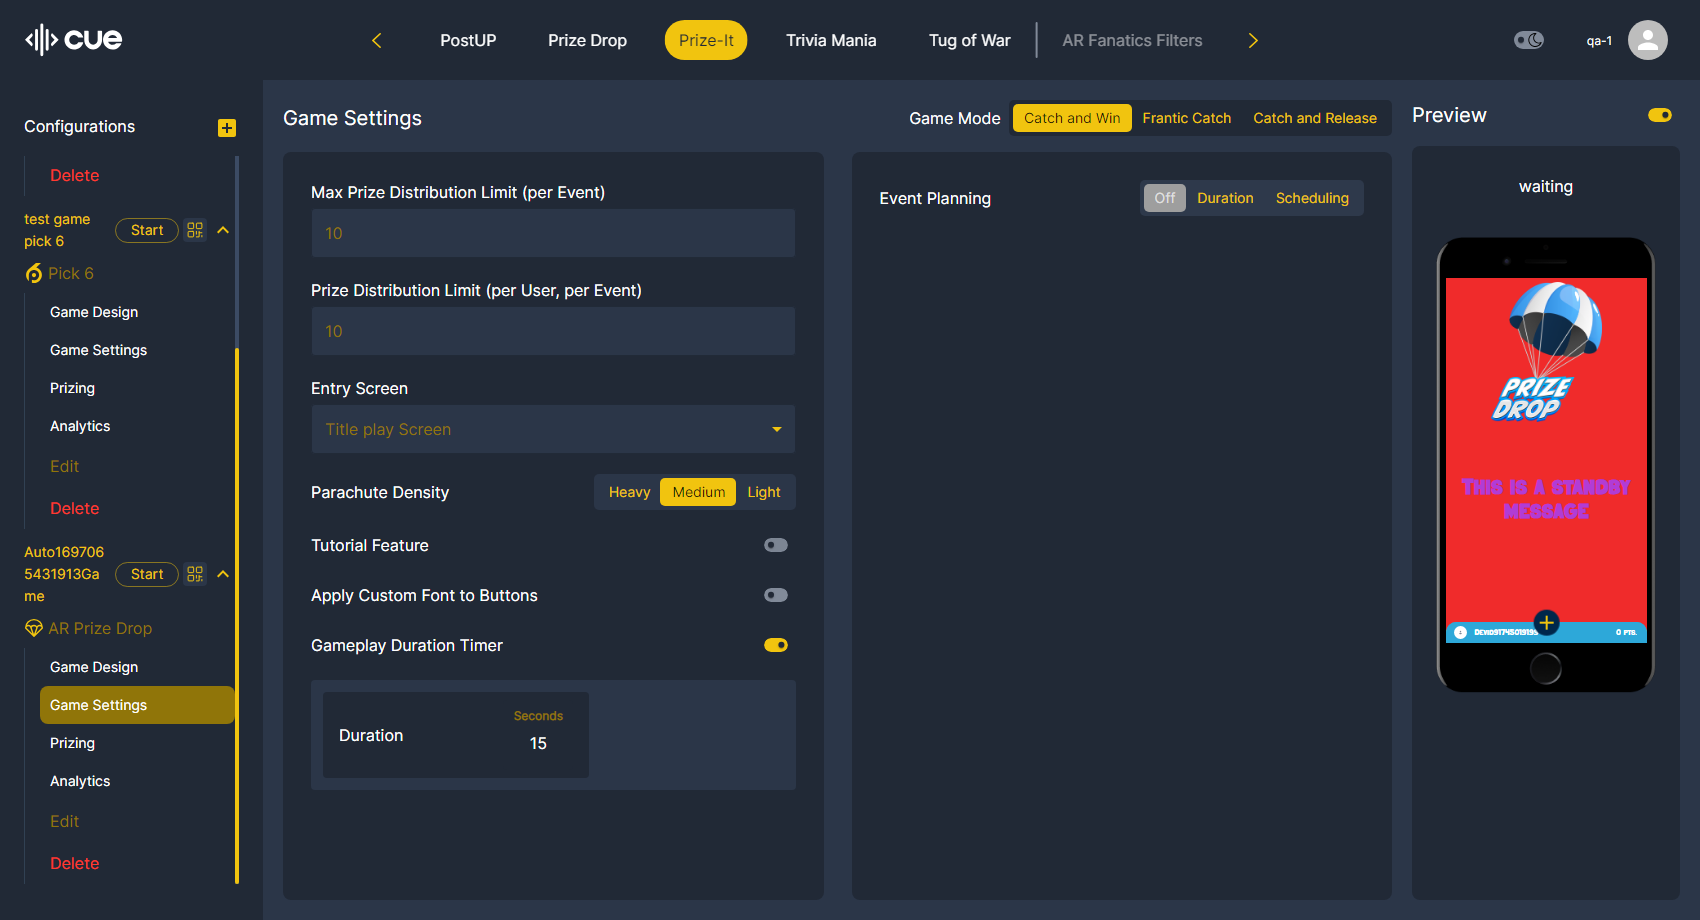 cue
PostUP
Prize Drop
Prize-It
Trivia Mania
Tug of War
AR Fanatics Filters
qa-1
Configurations
Delete
test game
pick 6
Start
Pick 6
Game Design
Game Settings
Prizing
Analytics
Edit
Delete
Auto169706
5431913Ga
me
Start
AR Prize Drop
Game Design
Game Settings
Prizing
Analytics
Edit
Delete
Game Settings
Game Mode
Catch and Win
Frantic Catch
Catch and Release
Max Prize Distribution Limit (per Event)
10
Prize Distribution Limit (per User, per Event)
10
Entry Screen
Title play Screen
Parachute Density
Heavy
Medium
Light
Tutorial Feature
Apply Custom Font to Buttons
Gameplay Duration Timer
Duration
Seconds
15
Event Planning
Off
Duration
Scheduling
Preview
waiting
PRIZE
DROP
THIS IS A STANDBY
MESSAGE
0 PTS.